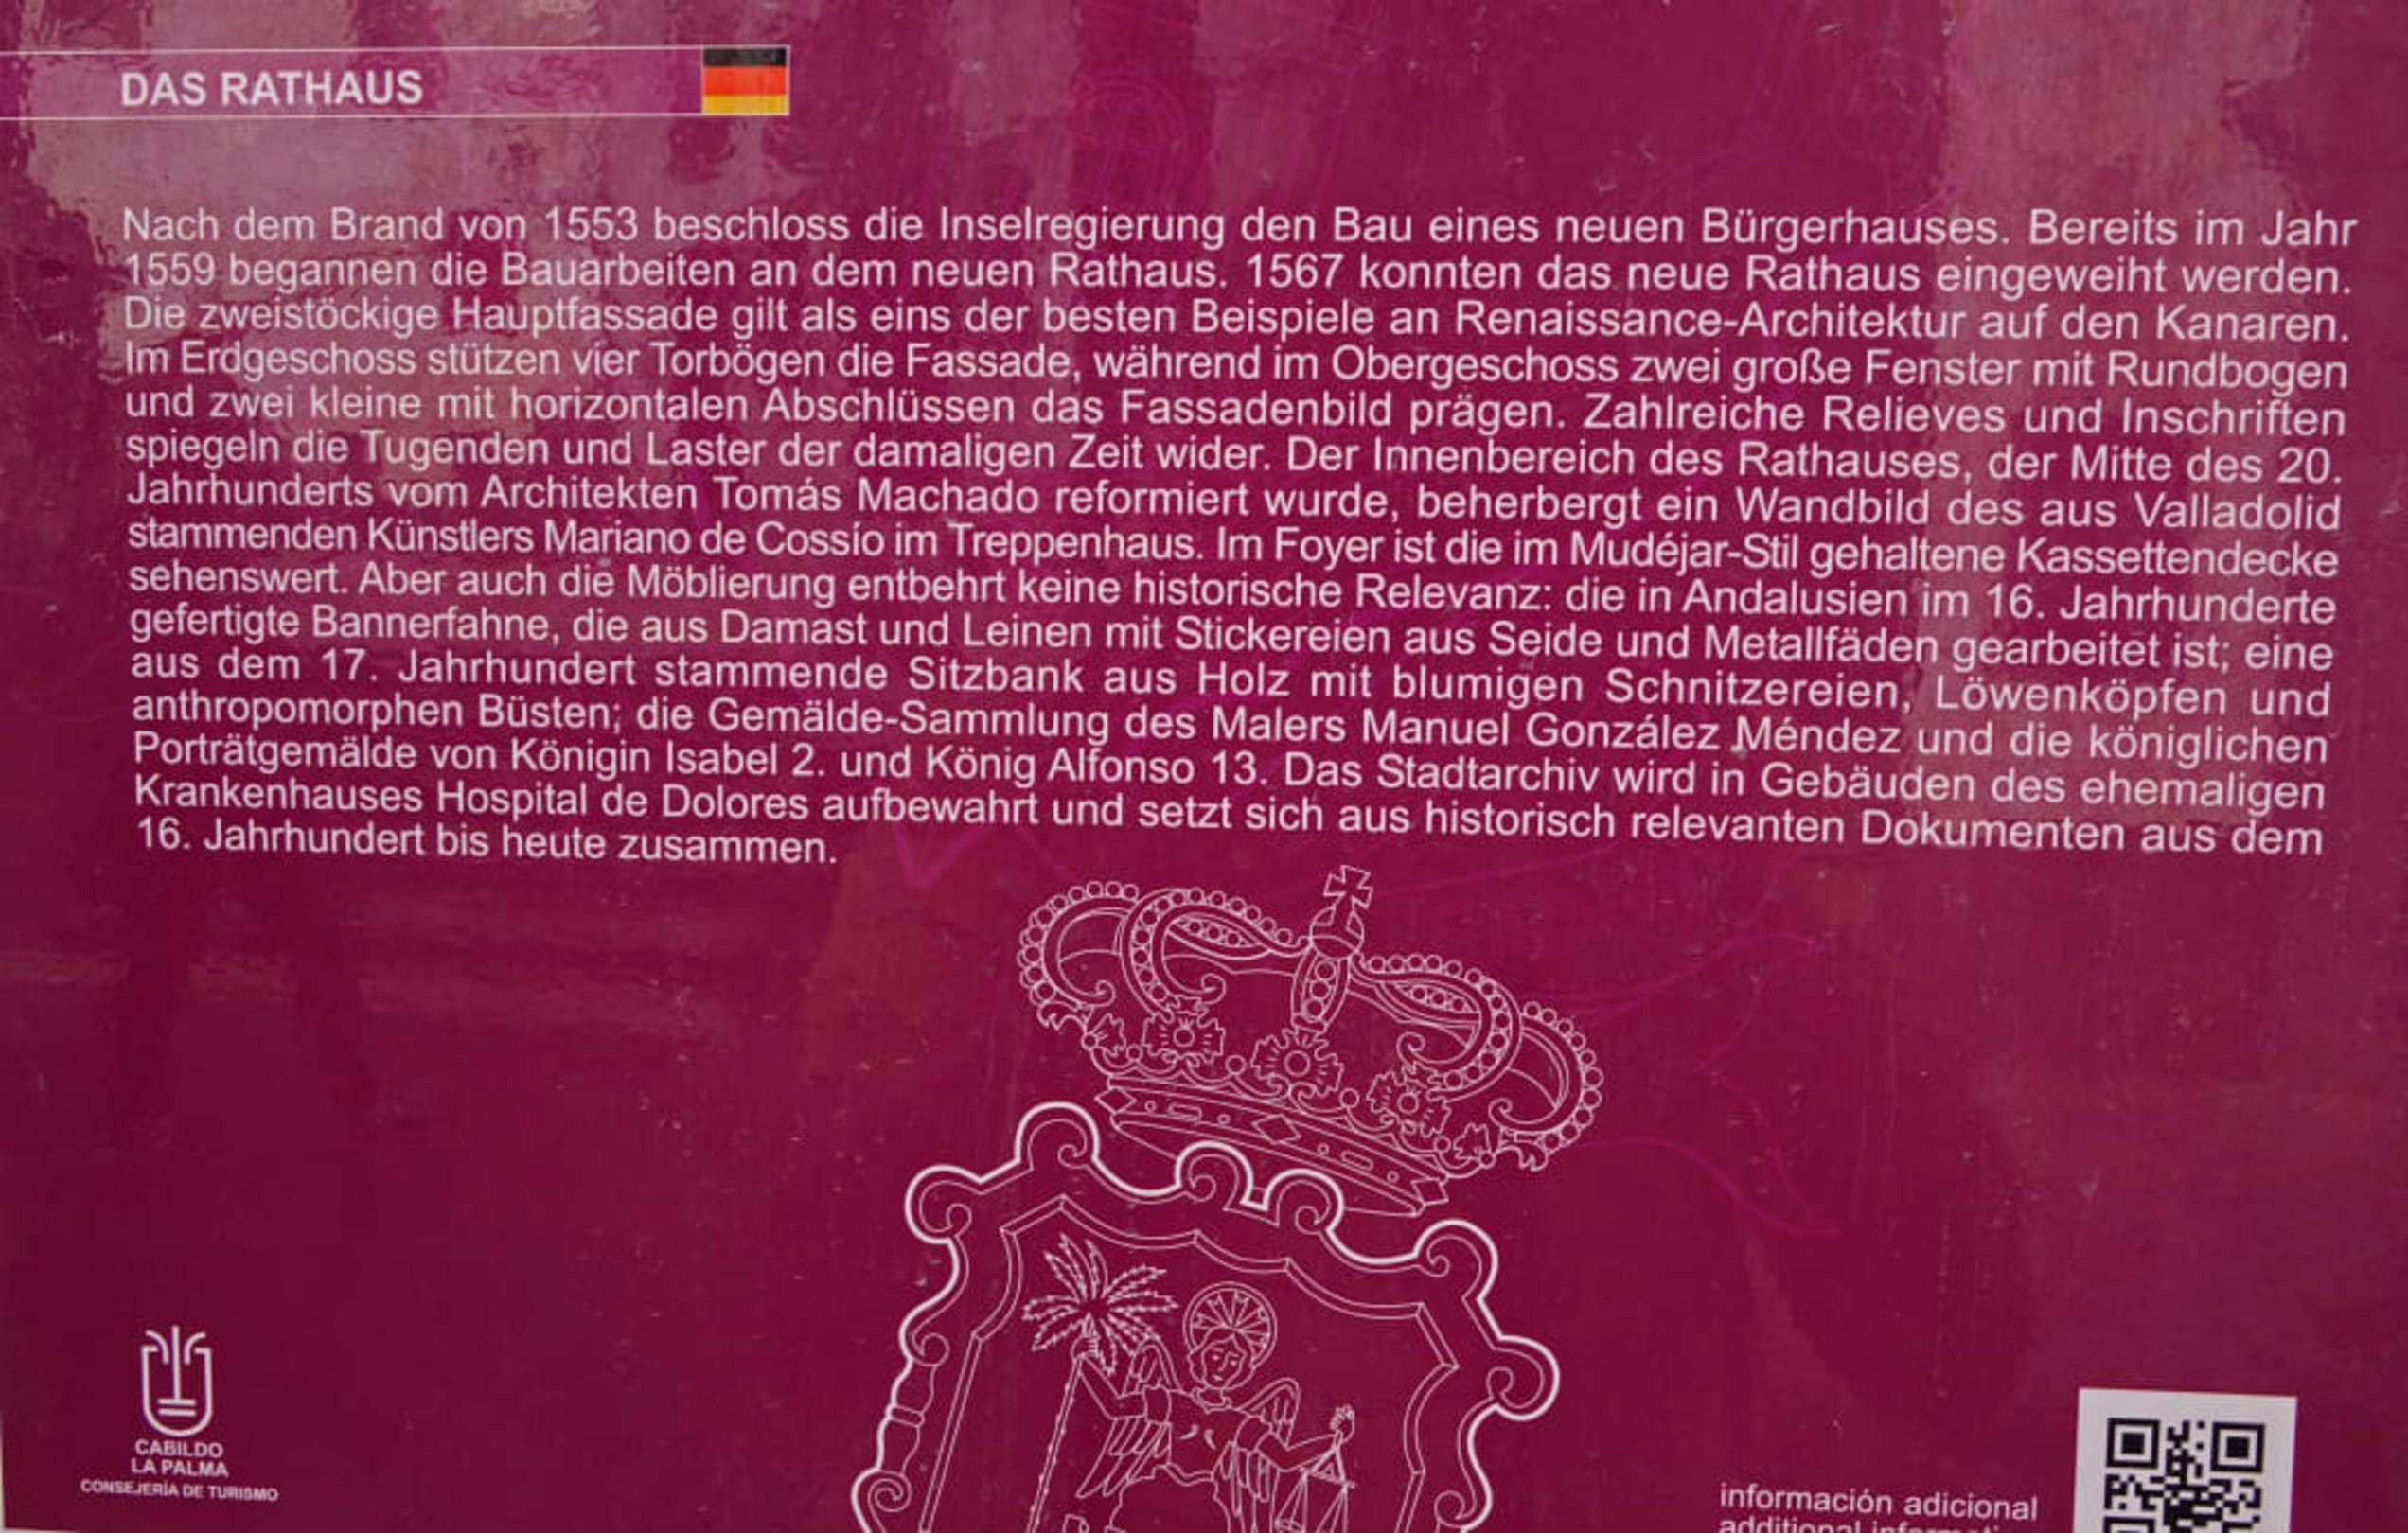 DAS RATHAUS
Nach dem Brand von 1553 beschloss die Inselregierung den Bau eines neuen Bürgerhauses. Bereits im Jahr
1559 begannen die Bauarbeiten an dem neuen Rathaus. 1567 konnten das neue Rathaus eingeweiht werden.
Die zweistöckige Hauptfassade gilt als eins der besten Beispiele an Renaissance-Architektur auf den Kanaren.
Im Erdgeschoss stützen vier Torbögen die Fassade, während im Obergeschoss zwei große Fenster mit Rundbogen
und zwei kleine mit horizontalen Abschlüssen das Fassadenbild prägen. Zahlreiche Relieves und Inschriften
spiegeln die Tugenden und Laster der damaligen Zeit wider. Der Innenbereich des Rathauses, der Mitte des 20.
Jahrhunderts vom Architekten Tomás Machado reformiert wurde, beherbergt ein Wandbild des aus Valladolid
stammenden Künstlers Mariano de Cossío im Treppenhaus. Im Foyer ist die im Mudéjar-Stil gehaltene Kassettendecke
sehenswert. Aber auch die Möblierung entbehrt keine historische Relevanz: die in Andalusien im 16. Jahrhunderte
gefertigte Bannerfahne, die aus Damast und Leinen mit Stickereien aus Seide und Metallfäden gearbeitet ist; eine
aus dem 17. Jahrhundert stammende Sitzbank aus Holz mit blumigen Schnitzereien, Löwenköpfen und
anthropomorphen Büsten; die Gemälde-Sammlung des Malers Manuel González Méndez und die königlichen
Porträtgemälde von Königin Isabel 2. und König Alfonso 13. Das Stadtarchiv wird in Gebäuden des ehemaligen
Krankenhauses Hospital de Dolores aufbewahrt und setzt sich aus historisch relevanten Dokumenten aus dem
16. Jahrhundert bis heute zusammen.
CABILDO
LA PALMA
CONSEJERÍA DE TURISMO
información adicional
additional